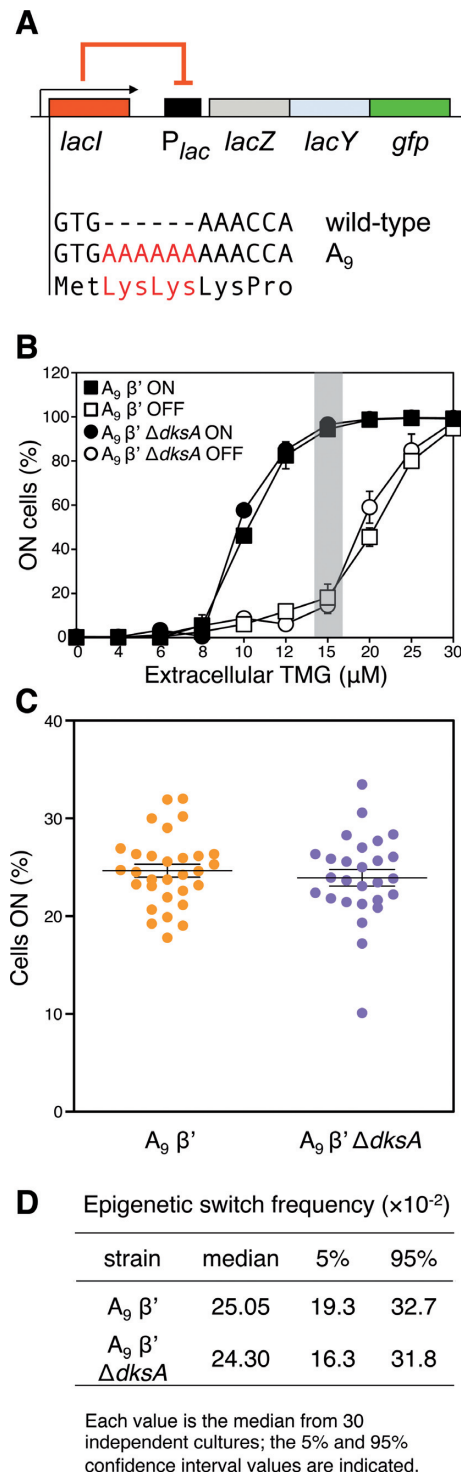 A
lacI
Plac
lacZ
lacY
gfp
GTG------AAACCA wild-type
GTGAAAAAAAAACCA A9
MetLysLysLysPro
B
120
100
80
60
40
20
0
ON cells (%)
A9 β' ON
A9 β' OFF
A9 β' ΔdksA ON
A9 β' ΔdksA OFF
0 4 6 8 10 12 15 20 25 30
Extracellular TMG (μM)
C
40
30
20
10
0
Cells ON (%)
A9 β' A9 β' ΔdksA
D Epigenetic switch frequency (×10-2)
strain median 5% 95%
A9 β' 25.05 19.3 32.7
A9 β'
ΔdksA 24.30 16.3 31.8
Each value is the median from 30
independent cultures; the 5% and 95%
confidence interval values are indicated.